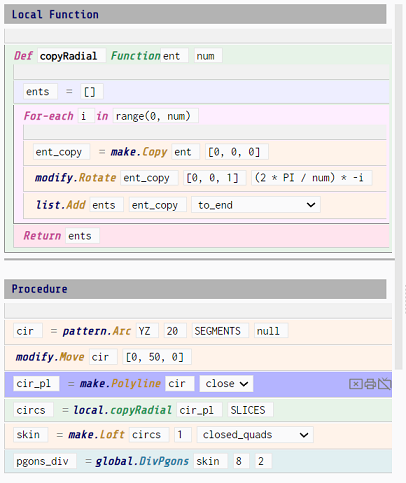 Local Function
Def copyRadial Function ent num
ents = []
For-each i in range(0, num)
ent_copy = make.Copy ent [0, 0, 0]
modify.Rotate ent_copy [0, 0, 1] (2 * PI / num) * -i
list.Add ents ent_copy to_end
Return ents
Procedure
cir = pattern.Arc YZ 20 SEGMENTS null
modify.Move cir [0, 50, 0]
cir_pl = make.Polyline cir close
circs = local.copyRadial cir_pl SLICES
skin = make.Loft circs 1 closed_quads
pgons_div = global.DivPgons skin 8 2